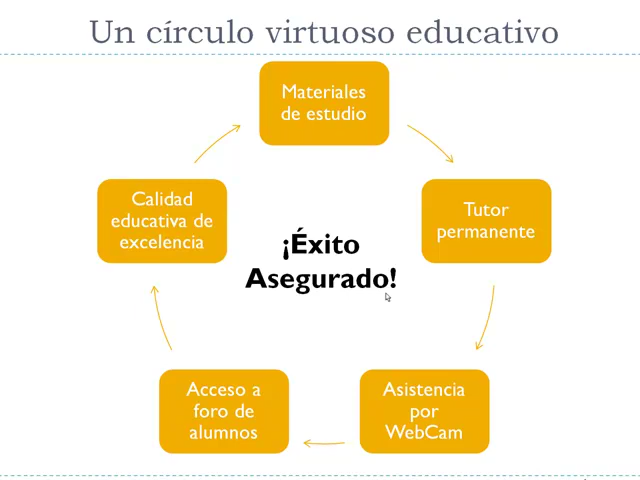 Un círculo virtuoso educativo
Materiales
de estudio
Tutor
permanente
Asistencia
por
WebCam
Acceso a
foro de
alumnos
Calidad
educativa de
excelencia
¡Éxito
Asegurado!